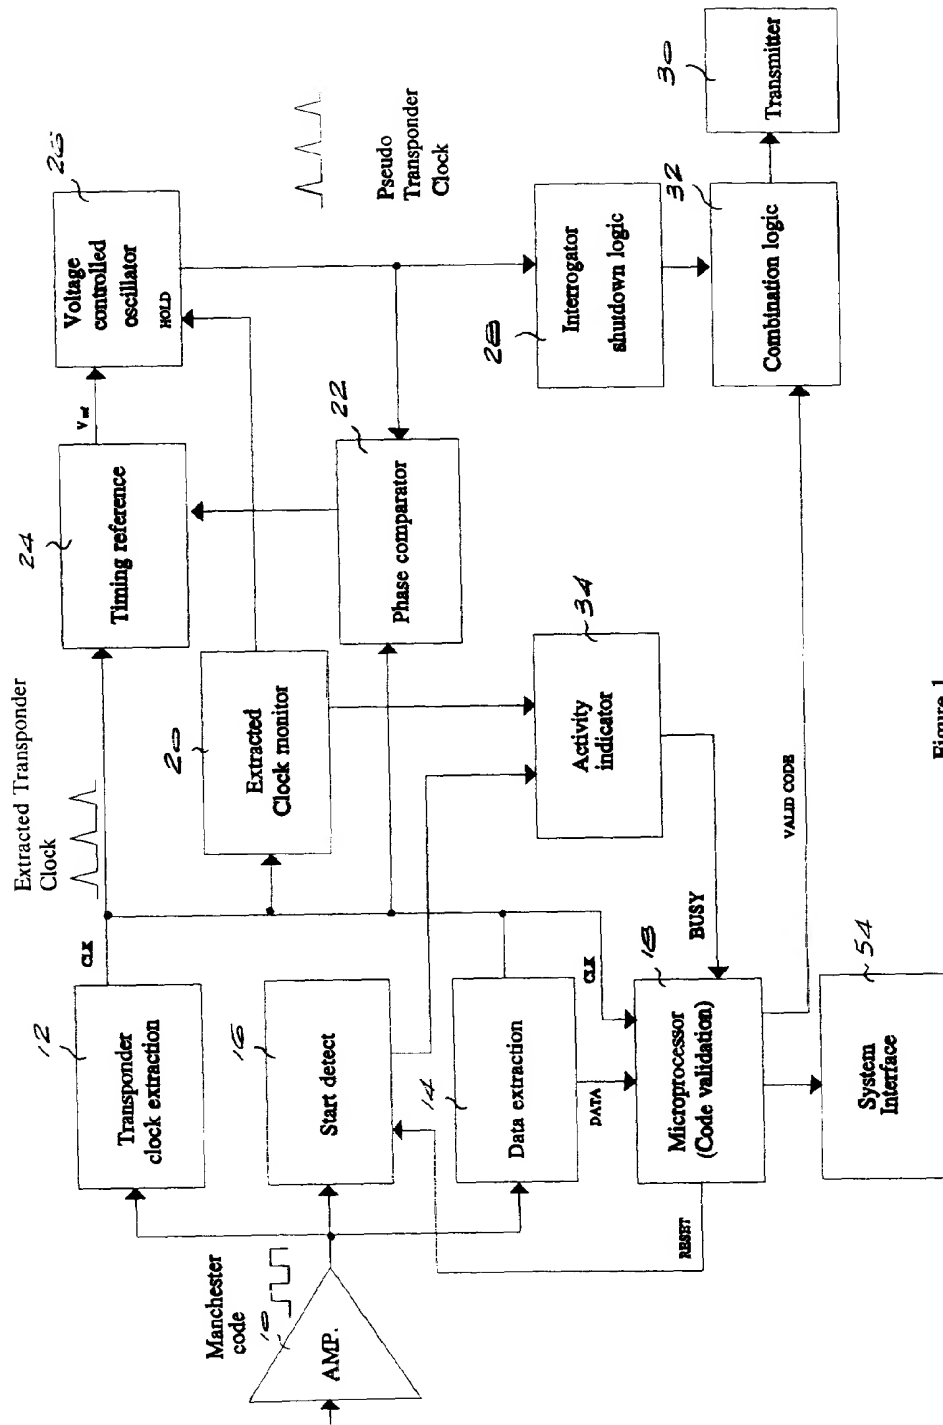 Manchester
code
10
AMP.
12
Transponder
clock extraction
CLK
Extracted Transponder
Clock
16
Start detect
14
Data extraction
DATA
CLK
RESET
18
Microprocessor
(Code validation)
BUSY
54
System
Interface
VALID CODE
24
Timing reference
20
Extracted
Clock monitor
22
Phase comparator
34
Activity
indicator
26
Voltage
controlled
oscillator
HOLD
Pseudo
Transponder
Clock
28
Interrogator
shutdown logic
32
Combination logic
30
Transmitter
Figure 1